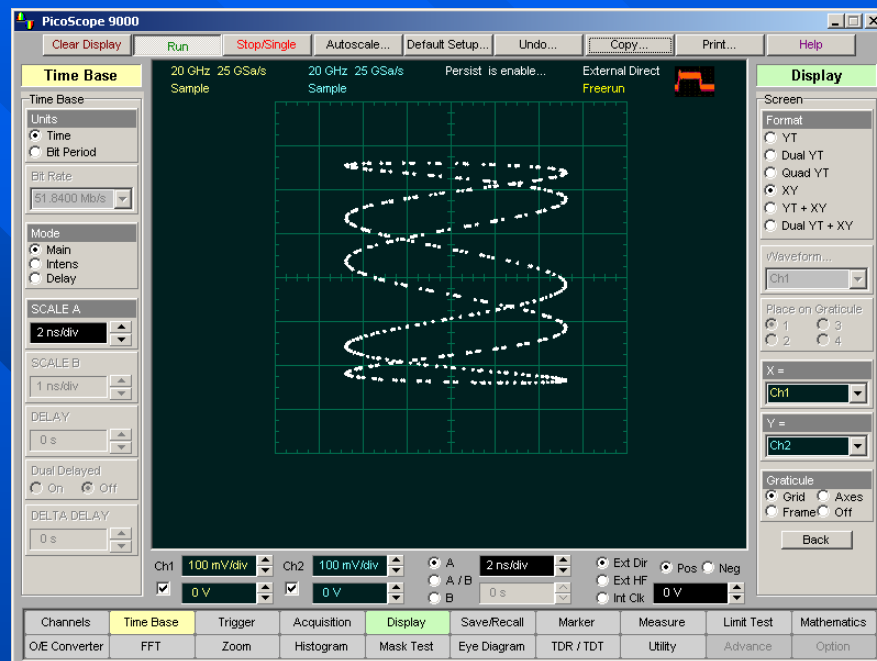 PicoScope 9000
Clear Display Run Stop/Single Autoscale... Default Setup... Undo... Copy... Print... Help
Time Base
Time Base
Units
Time
Bit Period
Bit Rate
51.8400 Mb/s
Mode
Main
Intens
Delay
SCALE A
2 ns/div
SCALE B
1 ns/div
DELAY
0 s
Dual Delayed
On Off
DELTA DELAY
0 s
20 GHz 25 GSa/s 20 GHz 25 GSa/s Persist is enable... External Direct
Sample Sample Freerun
Display
Screen
Format
YT
Dual YT
Quad YT
XY
YT + XY
Dual YT + XY
Waveform...
Ch1
Place on Graticule
1 3
2 4
X =
Ch1
Y =
Ch2
Graticule
Grid Axes
Frame Off
Back
Ch1 100 mV/div Ch2 100 mV/div A 2 ns/div Ext Dir Pos Neg
A / B Ext HF
0 V 0 V B 0 s Int Clk 0 V
Channels Time Base Trigger Acquisition Display Save/Recall Marker Measure Limit Test Mathematics
O/E Converter FFT Zoom Histogram Mask Test Eye Diagram TDR / TDT Utility Advance Option